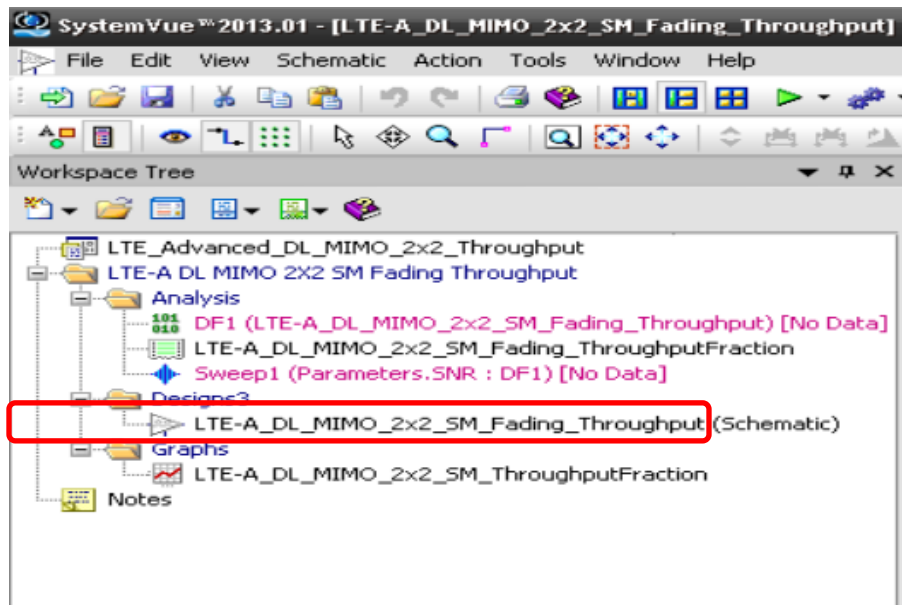 SystemVue™2013.01 - [LTE-A_DL_MIMO_2x2_SM_Fading_Throughput]
File Edit View Schematic Action Tools Window Help
Workspace Tree
LTE_Advanced_DL_MIMO_2x2_Throughput
LTE-A DL MIMO 2X2 SM Fading Throughput
Analysis
101
010
DF1 (LTE-A_DL_MIMO_2x2_SM_Fading_Throughput) [No Data]
LTE-A_DL_MIMO_2x2_SM_Fading_ThroughputFraction
Sweep1 (Parameters.SNR : DF1) [No Data]
Designs3
LTE-A_DL_MIMO_2x2_SM_Fading_Throughput (Schematic)
Graphs
LTE-A_DL_MIMO_2x2_SM_ThroughputFraction
Notes